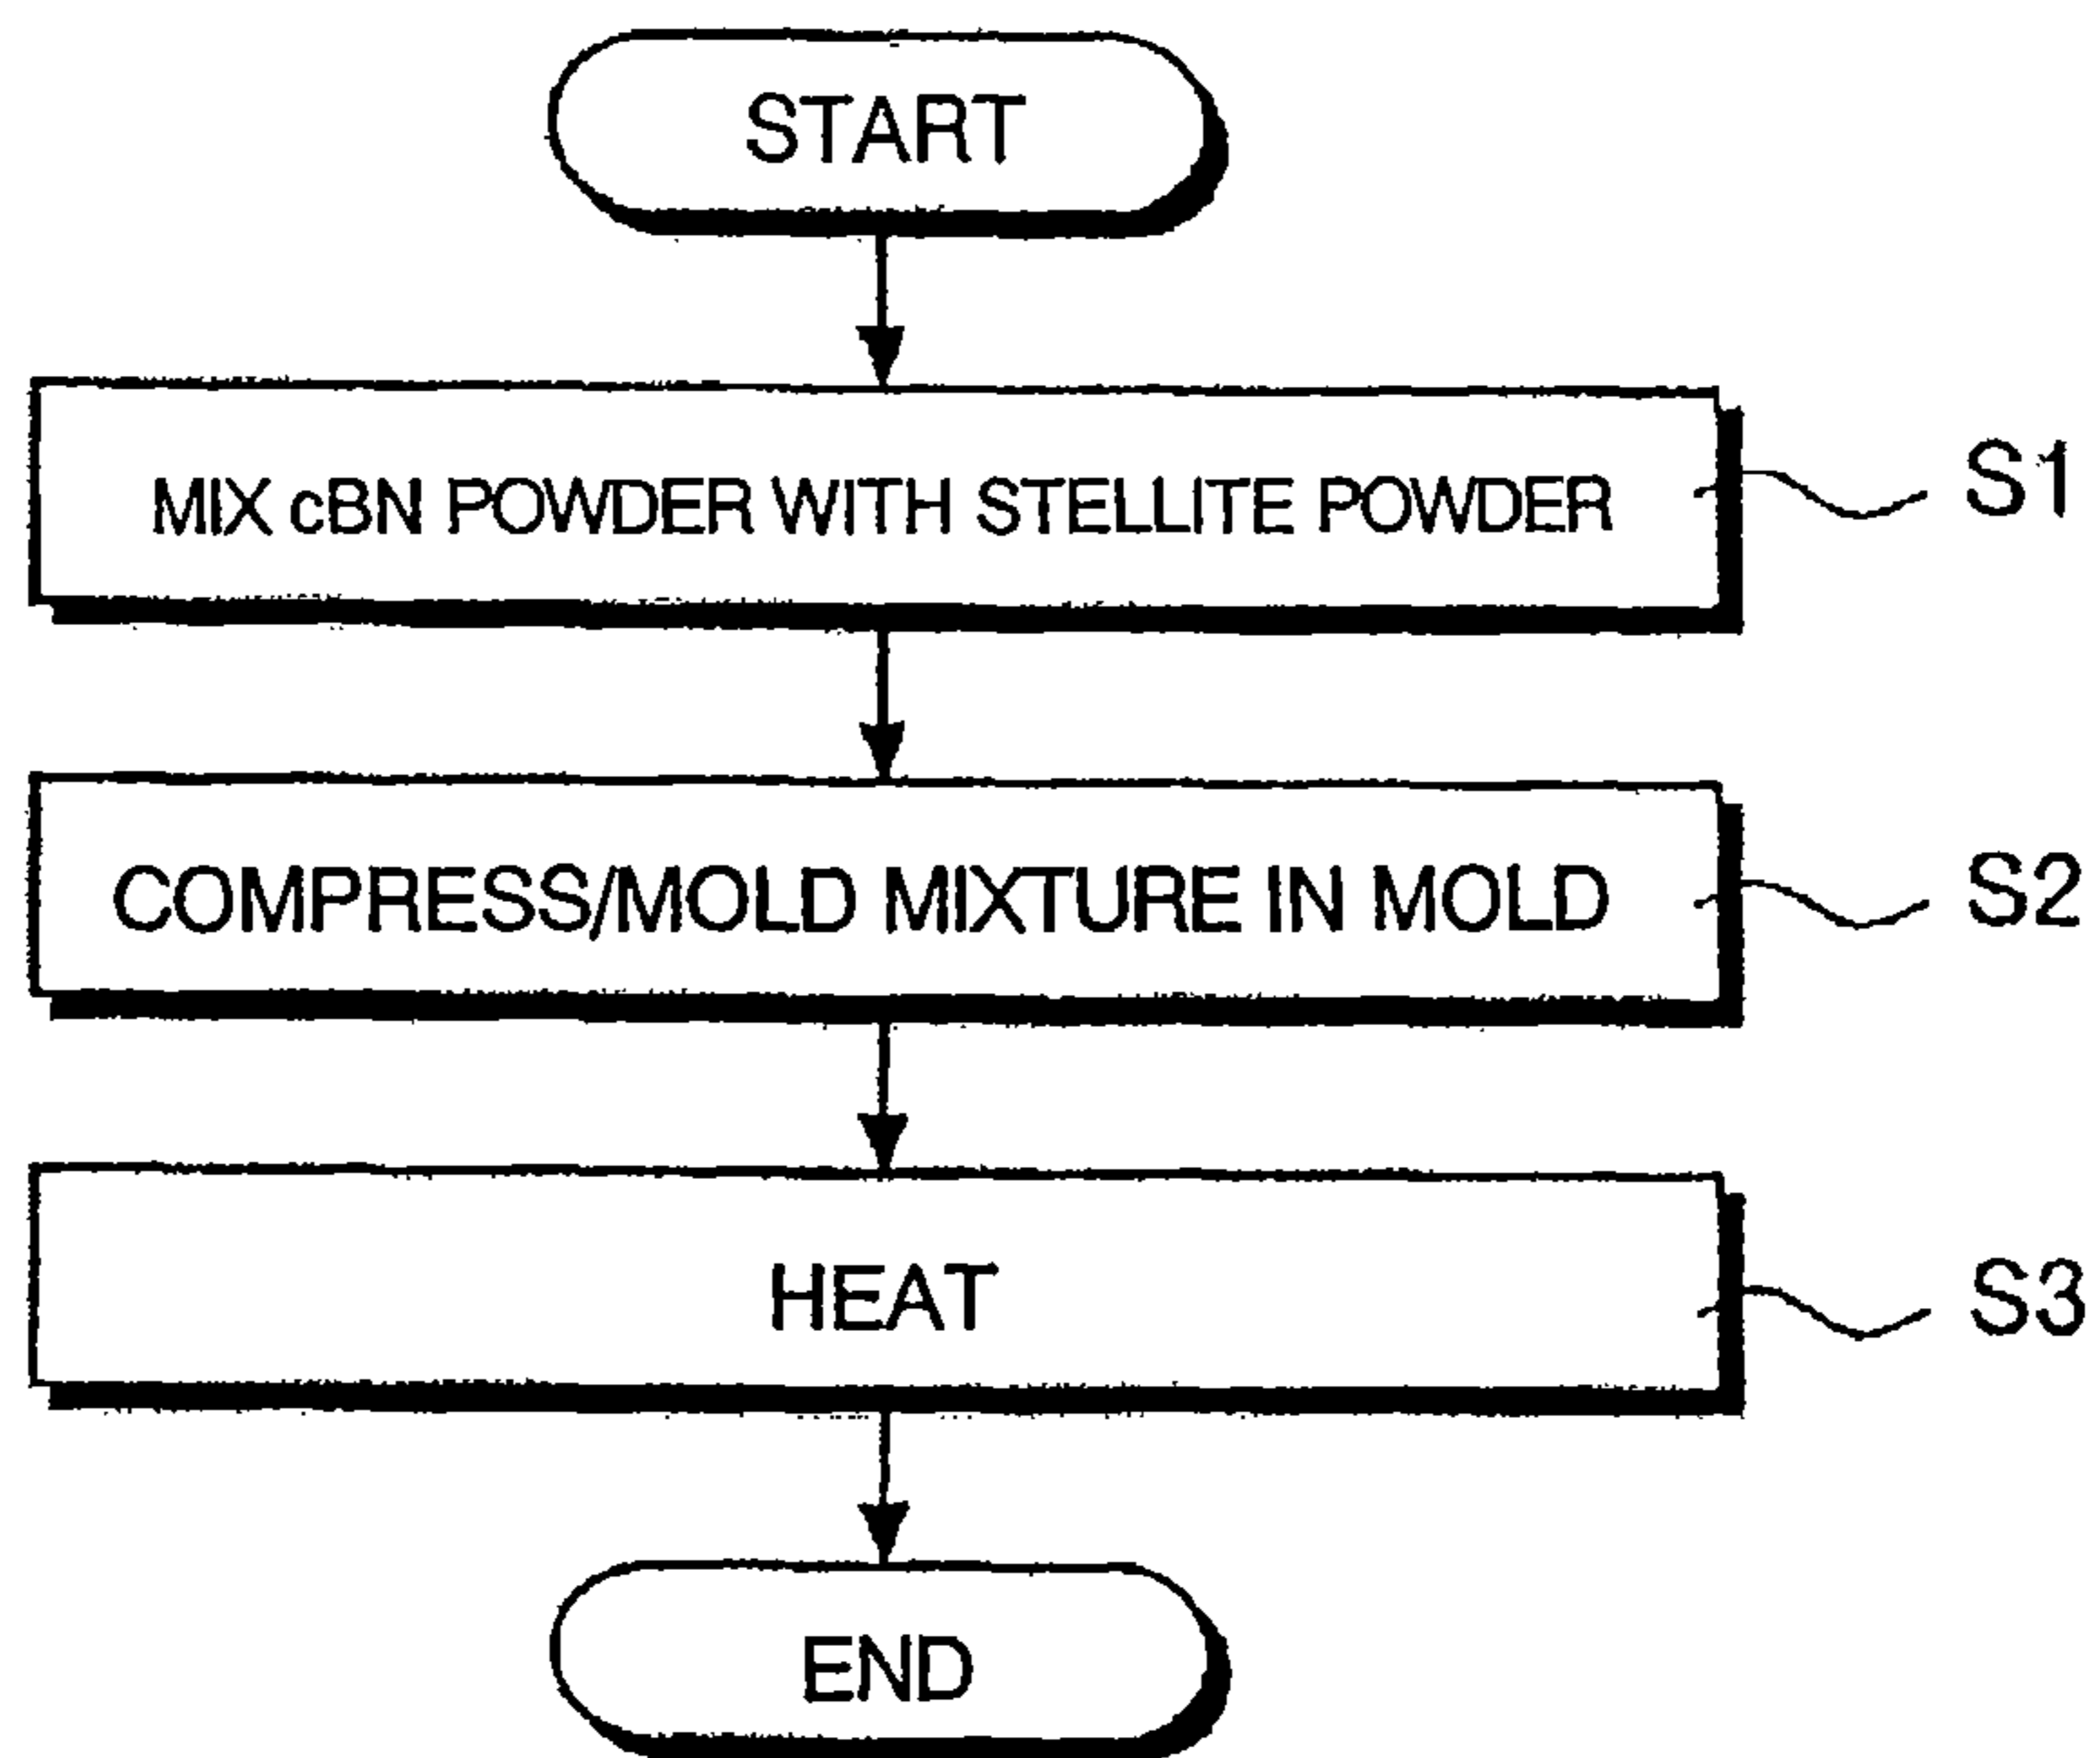 START
MIX cBN POWDER WITH STELLITE POWDER
S1
COMPRESS/MOLD MIXTURE IN MOLD
S2
HEAT
S3
END